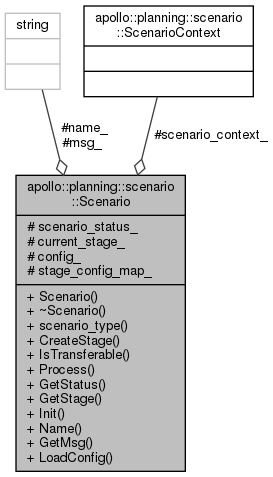 string
apollo::planning::scenario
::ScenarioContext
#name_
#msg_
#scenario_context_
apollo::planning::scenario
::Scenario
# scenario_status_
# current_stage_
# config_
# stage_config_map_
+ Scenario()
+ ~Scenario()
+ scenario_type()
+ CreateStage()
+ IsTransferable()
+ Process()
+ GetStatus()
+ GetStage()
+ Init()
+ Name()
+ GetMsg()
+ LoadConfig()